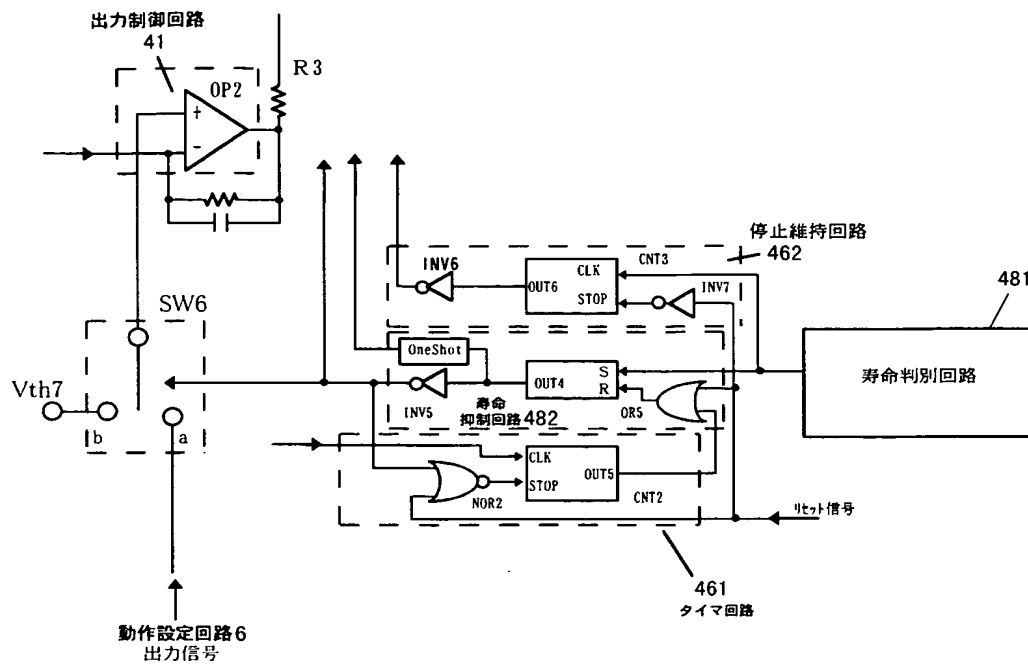 出力制御回路
41
OP2
+
-
R3
停止維持回路
462
INV6
CNT3
CLK
OUT6
STOP
INV7
481
SW6
OneShot
寿命判別回路
Vth7
S
OUT4
R
b
a
INV5
寿命
抑制回路482
OR5
CLK
OUT5
STOP
NOR2
CNT2
リセット信号
461
タイマ回路
動作設定回路6
出力信号